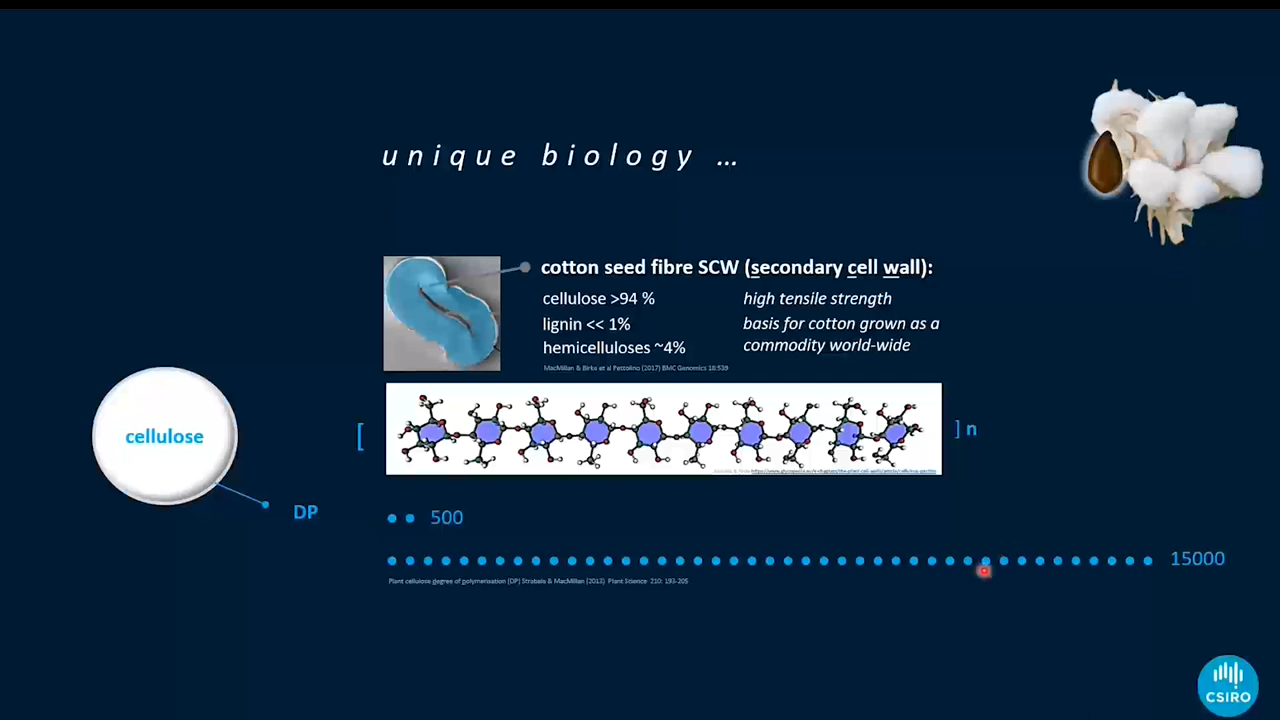 unique biology …
cotton seed fibre SCW (secondary cell wall):
cellulose >94 %
high tensile strength
lignin << 1%
basis for cotton grown as a
commodity world-wide
hemicelluloses ~4%
MacMillan & Birke et al Pettolino (2017) BMC Genomics 18:539
cellulose
[
] n
DP
500
15000
Plant cellulose degree of polymerisation (DP) Strabala & MacMillan (2013) Plant Science 210: 193-205
CSIRO